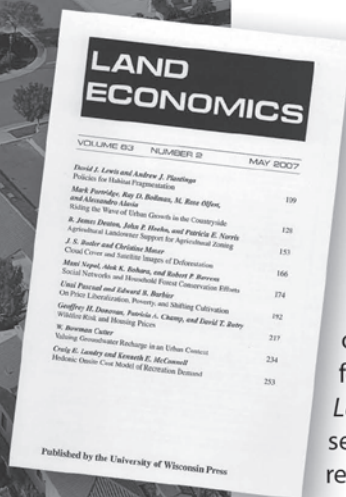 LAND
ECONOMICS
VOLUME 83 NUMBER 2 MAY 2007
David J. Lewis and Andrew J. Plantinga
Policies for Habitat Fragmentation 109
Mark Partridge, Ray D. Bollman, M. Rose Olfert,
and Alessandro Alasia
Riding the Wave of Urban Growth in the Countryside 128
B. James Deaton, John P. Hoehn, and Patricia E. Norris
Agricultural Landowner Support for Agricultural Zoning 153
J. S. Butler and Christine Moser
Cloud Cover and Satellite Images of Deforestation 166
Mani Nepal, Alok K. Bohara, and Robert P. Berrens
Social Networks and Household Forest Conservation Efforts 174
Unai Pascual and Edward B. Barbier
On Price Liberalization, Poverty, and Shifting Cultivation 192
Geoffrey H. Donovan, Patricia A. Champ, and David T. Butry
Wildfire Risk and Housing Prices 217
W. Bowman Cutter
Valuing Groundwater Recharge in an Urban Context 234
Craig E. Landry and Kenneth E. McConnell
Hedonic Onsite Cost Model of Recreation Demand 253
Published by the University of Wisconsin Press